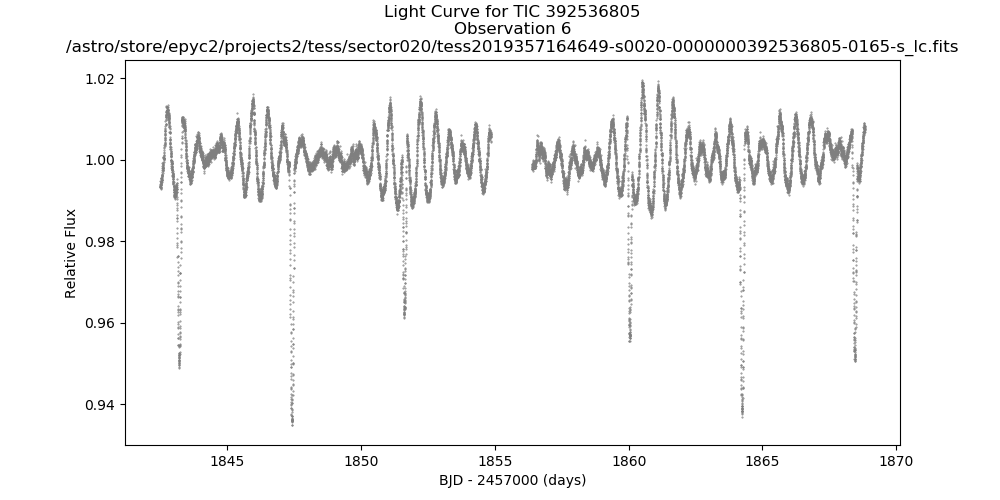 Light Curve for TIC 392536805
Observation 6
/astro/store/epyc2/projects2/tess/sector020/tess2019357164649-s0020-0000000392536805-0165-s_lc.fits
1.02
1.00
0.98
0.96
0.94
Relative Flux
1845 1850 1855 1860 1865 1870
BJD - 2457000 (days)